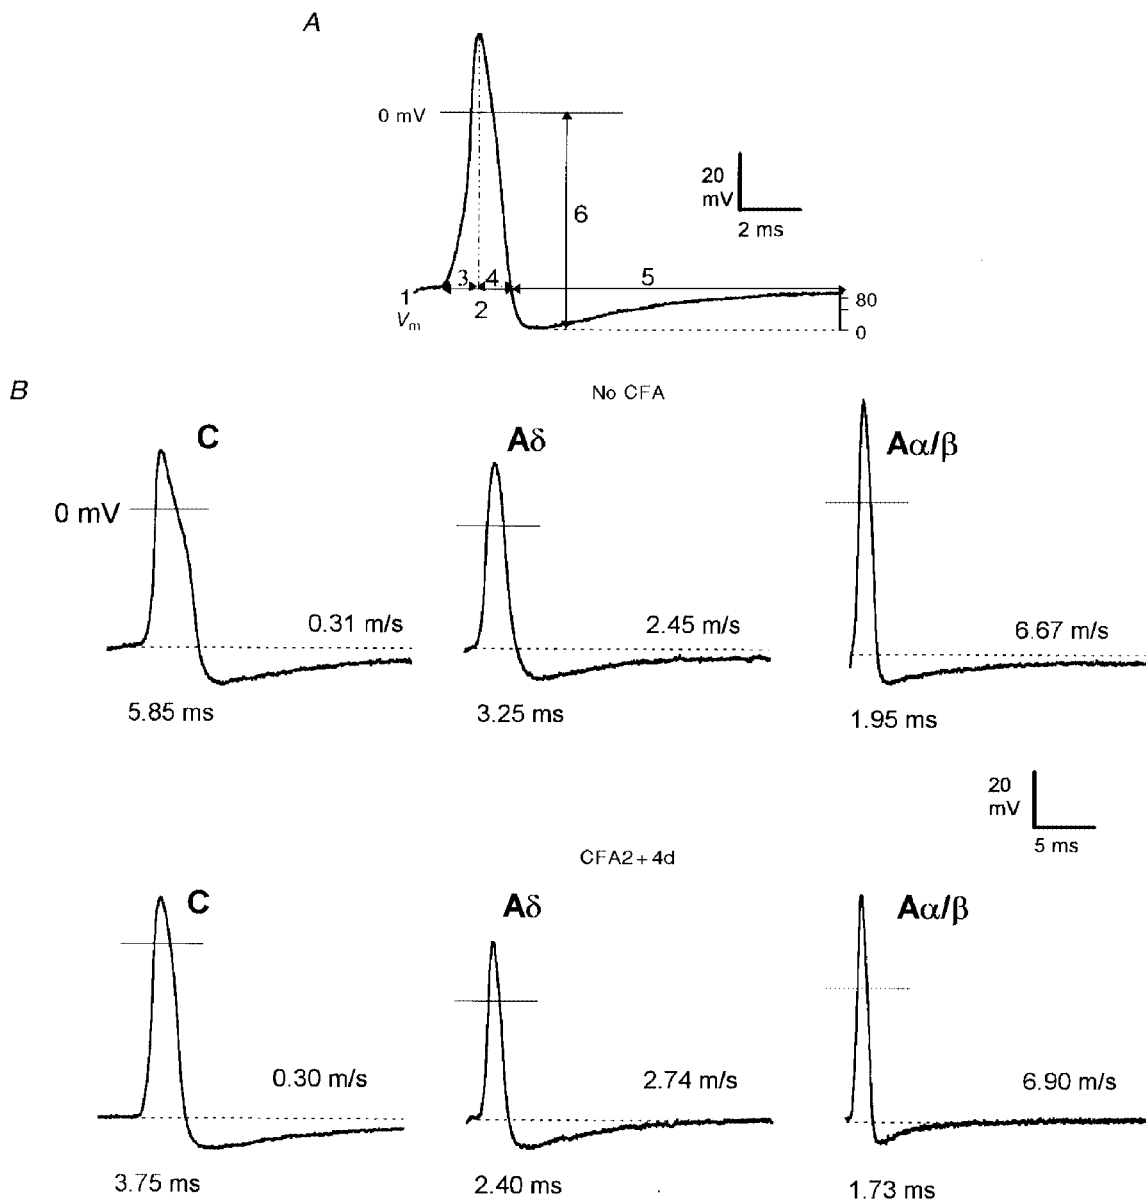 A
0 mV
20
mV
2 ms
6
3
4
5
1
2
Vm
80
0
B
No CFA
C
Aδ
Aα/β
0 mV
0.31 m/s
2.45 m/s
6.67 m/s
5.85 ms
3.25 ms
1.95 ms
20
mV
5 ms
CFA2 + 4d
C
Aδ
Aα/β
0.30 m/s
2.74 m/s
6.90 m/s
3.75 ms
2.40 ms
1.73 ms